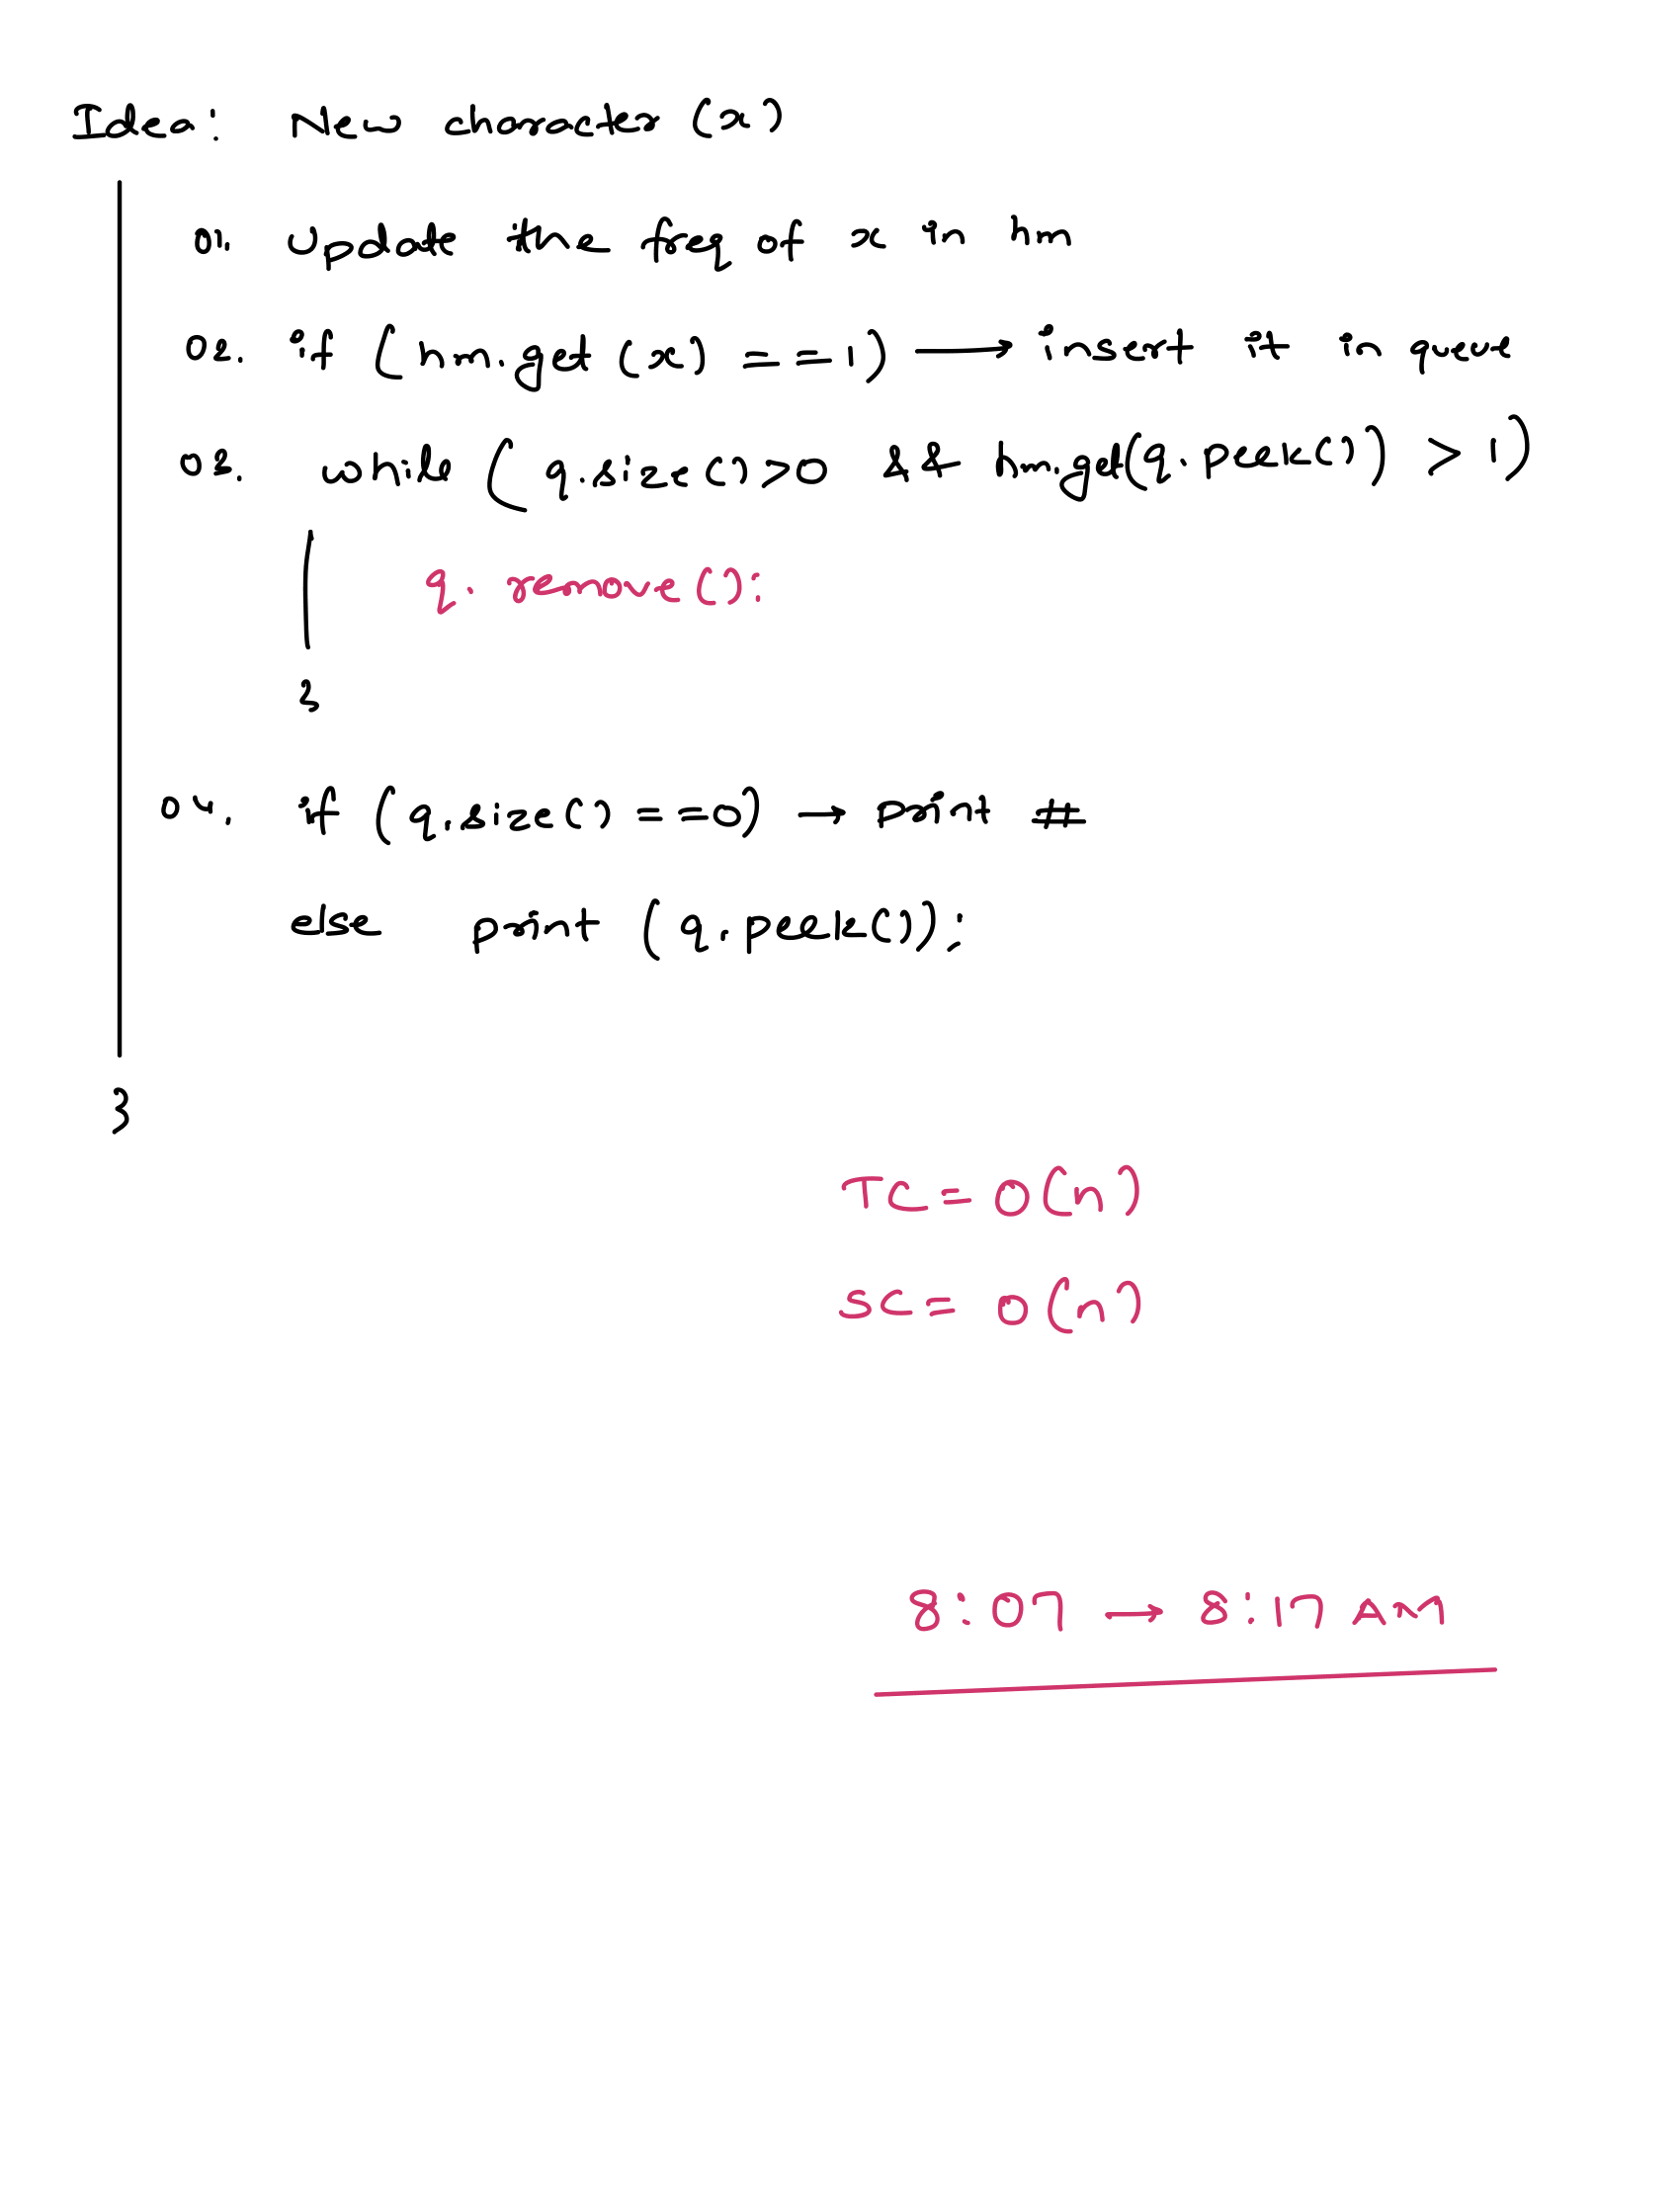 Idea: New character (x)
01. Update the freq of x in hm
02. if (hm.get(x) ==1) → insert it in queue
02. while (q.size()>0 && hm.get(q.peek()) > 1)
q. remove();
}
04. if (q.size() ==0) → print #
else print (q.peek());
}
TC = O(n)
SC = O(n)
8:07 → 8:17 AM